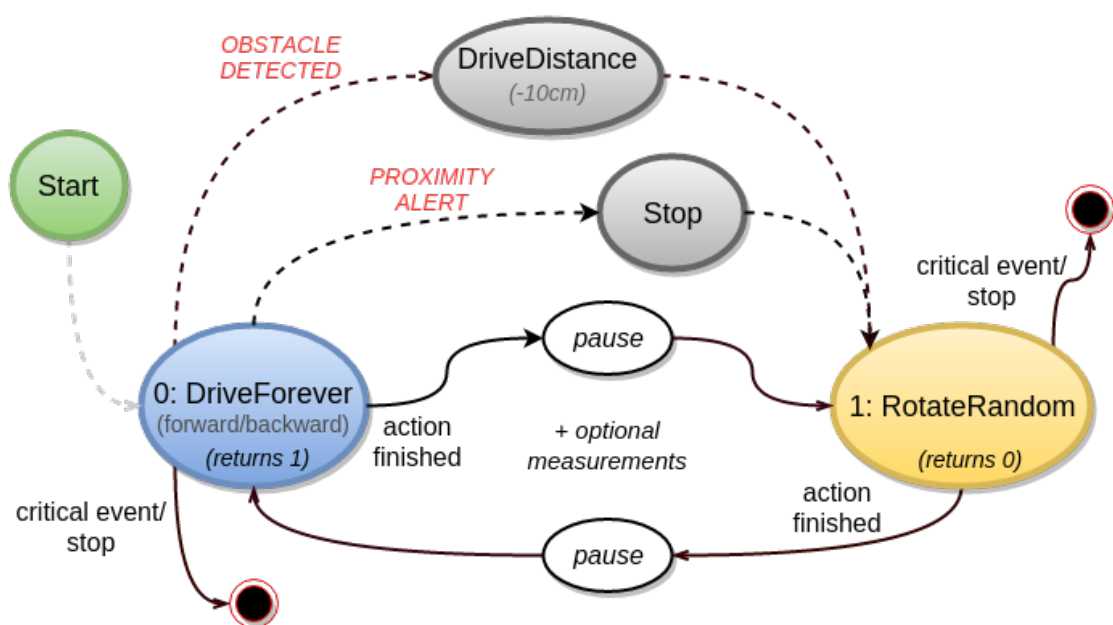 OBSTACLE
DETECTED
DriveDistance
(-10cm)
Start
PROXIMITY
ALERT
Stop
critical event/
stop
pause
0: DriveForever
(forward/backward)
(returns 1)
action
finished
+ optional
measurements
1: RotateRandom
(returns 0)
critical event/
stop
action
finished
pause